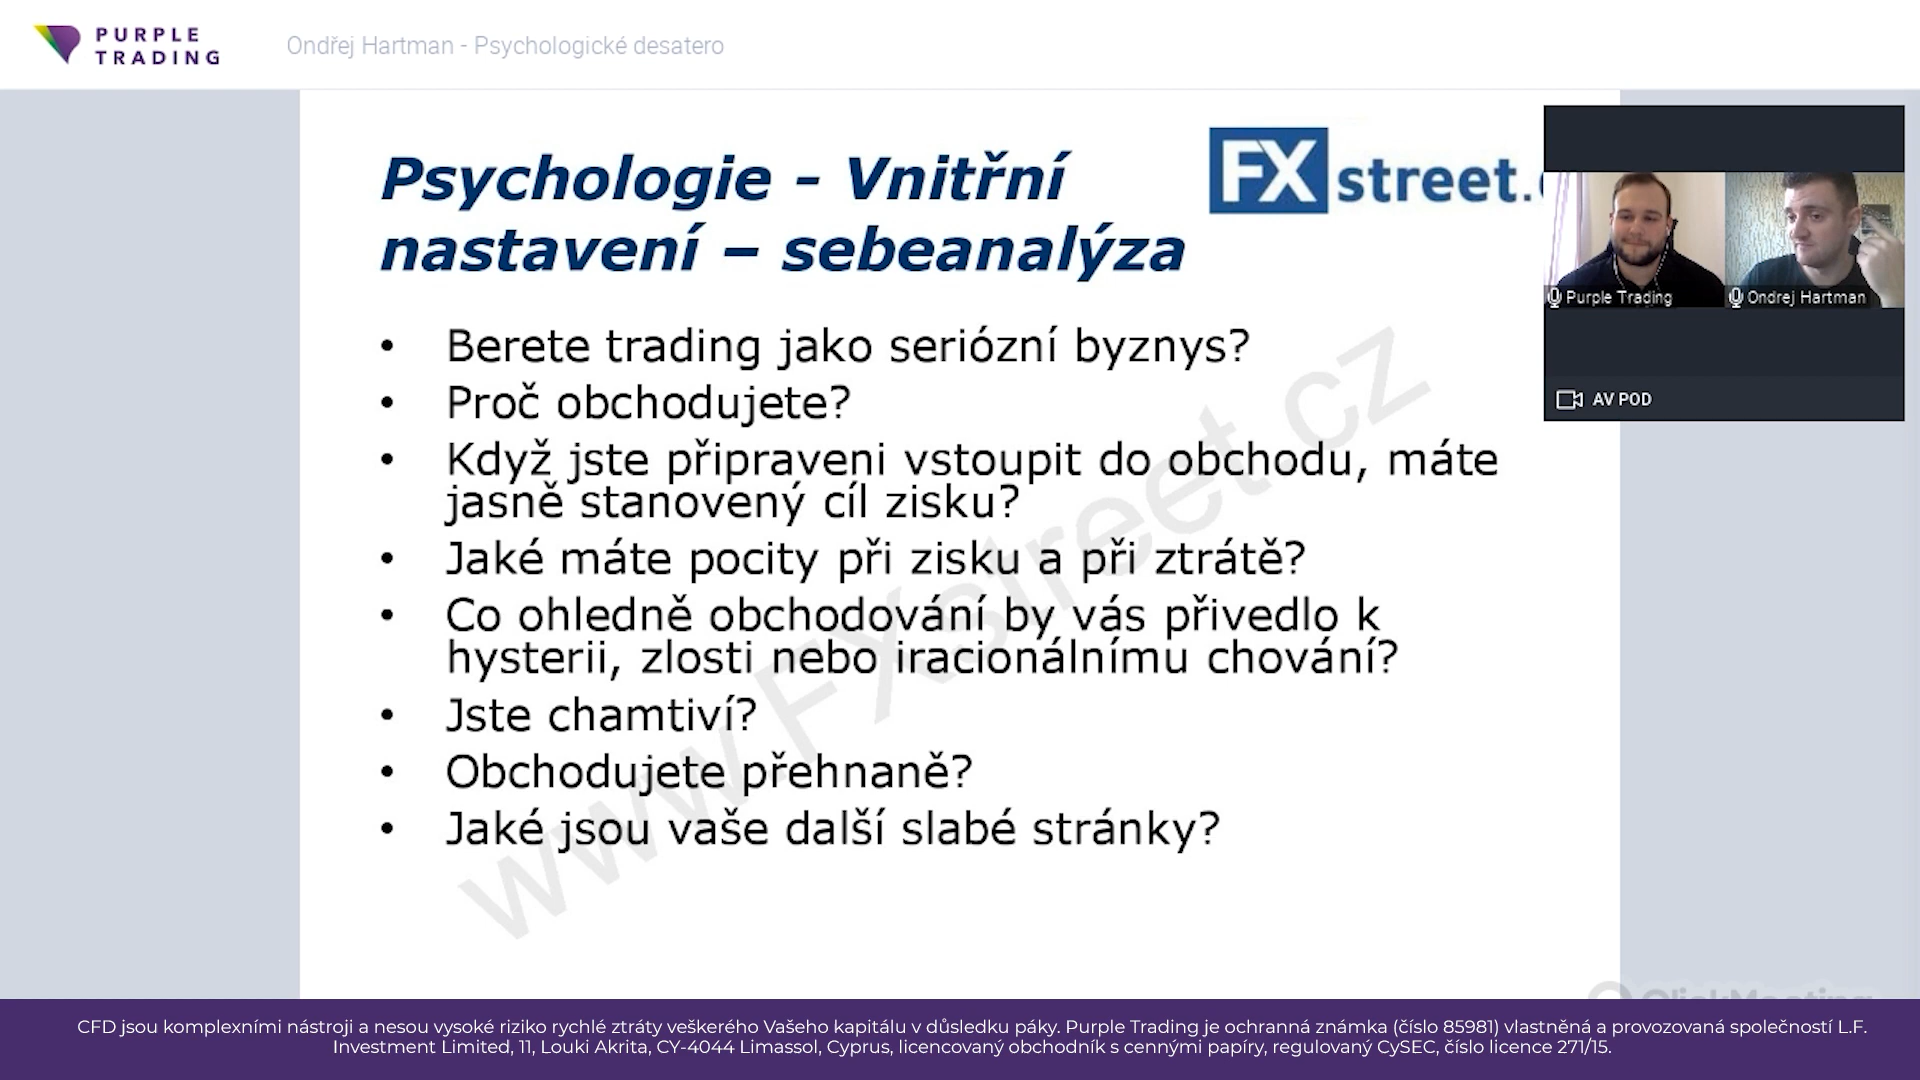 PURPLE
TRADING
Ondřej Hartman - Psychologické desatero
Psychologie - Vnitřní
nastavení – sebeanalýza
FX street.
Purple Trading
Ondrej Hartman
AV POD
• Berete trading jako seriózní byznys?
• Proč obchodujete?
• Když jste připraveni vstoupit do obchodu, máte
jasně stanovený cíl zisku?
• Jaké máte pocity při zisku a při ztrátě?
• Co ohledně obchodování by vás přivedlo k
hysterii, zlosti nebo iracionálnímu chování?
• Jste chamtiví?
• Obchodujete přehnaně?
• Jaké jsou vaše další slabé stránky?
www.FXstreet.cz
ClickMeeting
CFD jsou komplexními nástroji a nesou vysoké riziko rychlé ztráty veškerého Vašeho kapitálu v důsledku páky. Purple Trading je ochranná známka (číslo 85981) vlastněná a provozovaná společností L.F.
Investment Limited, 11, Louki Akrita, CY-4044 Limassol, Cyprus, licencovaný obchodník s cennými papíry, regulovaný CySEC, číslo licence 271/15.